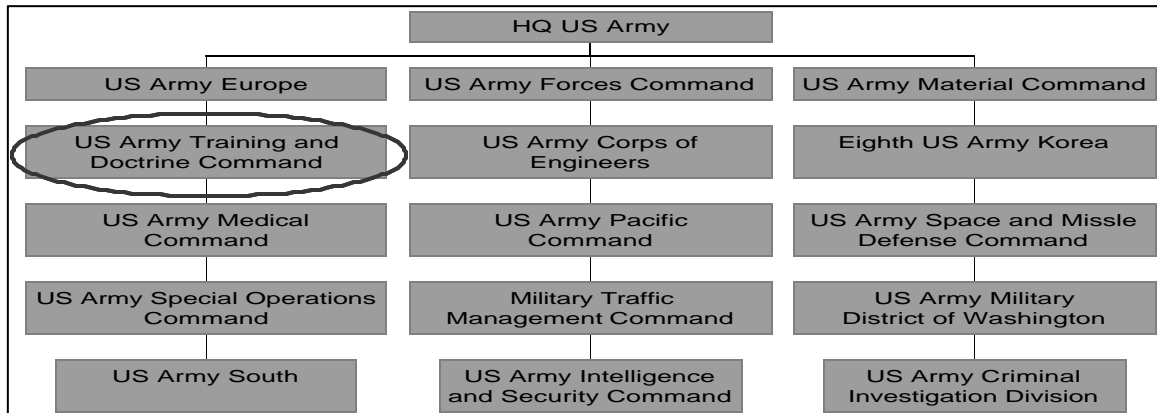 HQ US Army
US Army Europe
US Army Forces Command
US Army Material Command
US Army Training and
Doctrine Command
US Army Corps of
Engineers
Eighth US Army Korea
US Army Medical
Command
US Army Pacific
Command
US Army Space and Missle
Defense Command
US Army Special Operations
Command
Military Traffic
Management Command
US Army Military
District of Washington
US Army South
US Army Intelligence
and Security Command
US Army Criminal
Investigation Division